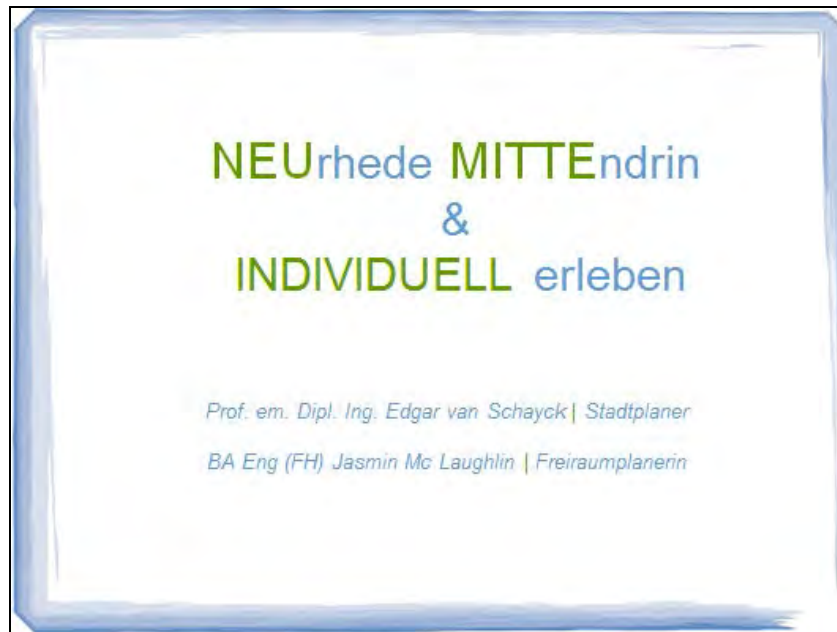 NEUrhede MITTEndrin
&
INDIVIDUELL erleben
Prof. em. Dipl. Ing. Edgar van Schayck | Stadtplaner
BA Eng (FH) Jasmin Mc Laughlin | Freiraumplanerin